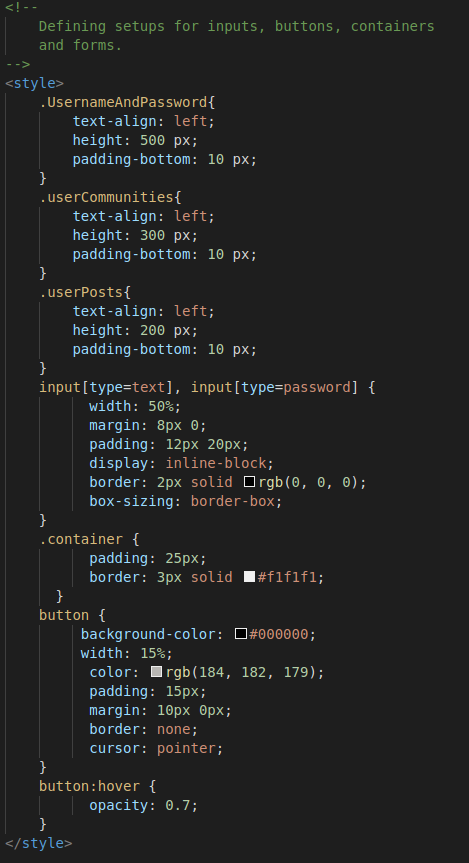 <!--
    Defining setups for inputs, buttons, containers
    and forms.
-->
<style>
    .UsernameAndPassword{
        text-align: left;
        height: 500 px;
        padding-bottom: 10 px;
    }
    .userCommunities{
        text-align: left;
        height: 300 px;
        padding-bottom: 10 px;
    }
    .userPosts{
        text-align: left;
        height: 200 px;
        padding-bottom: 10 px;
    }
    input[type=text], input[type=password] {
          width: 50%;
          margin: 8px 0;
          padding: 12px 20px;
          display: inline-block;
          border: 2px solid rgb(0, 0, 0);
          box-sizing: border-box;
    }
    .container {
          padding: 25px;
          border: 3px solid #f1f1f1;
      }
    button {
         background-color: #000000;
         width: 15%;
          color: rgb(184, 182, 179);
          padding: 15px;
          margin: 10px 0px;
          border: none;
          cursor: pointer;
    }
    button:hover {
          opacity: 0.7;
    }
</style>